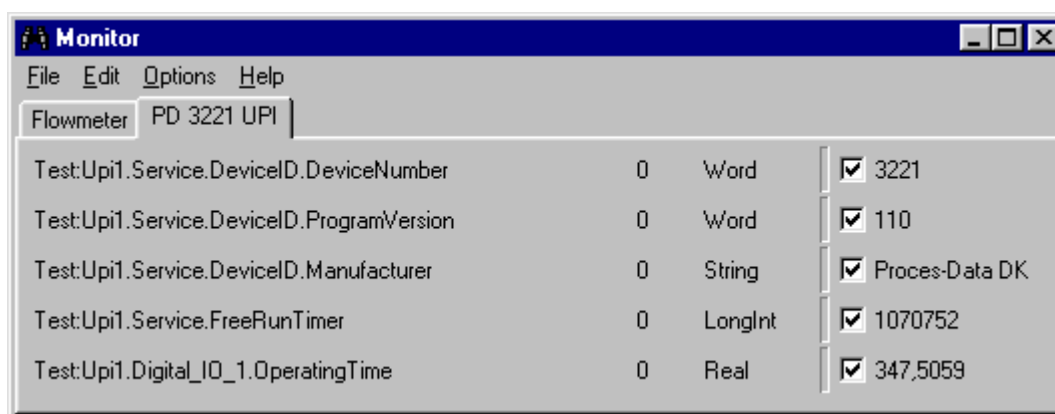 Monitor
File Edit Options Help
Flowmeter PD 3221 UPI
Test:Upi1.Service.DeviceID.DeviceNumber 0 Word 3221
Test:Upi1.Service.DeviceID.ProgramVersion 0 Word 110
Test:Upi1.Service.DeviceID.Manufacturer 0 String Proces-Data DK
Test:Upi1.Service.FreeRunTimer 0 LongInt 1070752
Test:Upi1.Digital_IO_1.OperatingTime 0 Real 347,5059